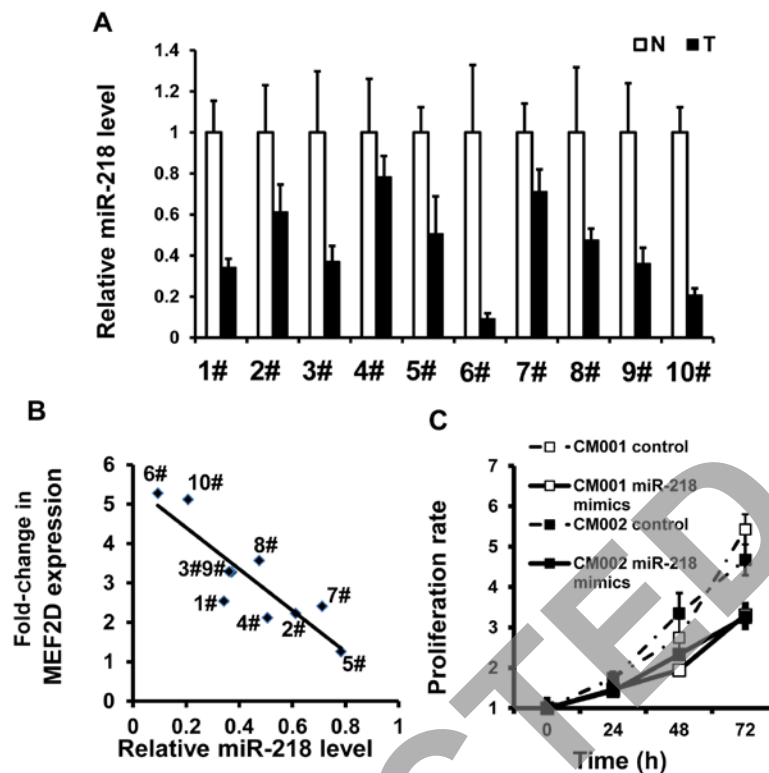 A
N T
Relative miR-218 level
1.4
1.2
1
0.8
0.6
0.4
0.2
0
1# 2# 3# 4# 5# 6# 7# 8# 9# 10#
B
Fold-change in
MEF2D expression
6
5
4
3
2
1
0
6#
10#
8#
3#9#
1#
7#
4#
2#
5#
0 0.2 0.4 0.6 0.8 1
Relative miR-218 level
C
CM001 control
CM001 miR-218
mimics
CM002 control
CM002 miR-218
mimics
Proliferation rate
7
6
5
4
3
2
1
0 24 48 72
Time (h)
CTED